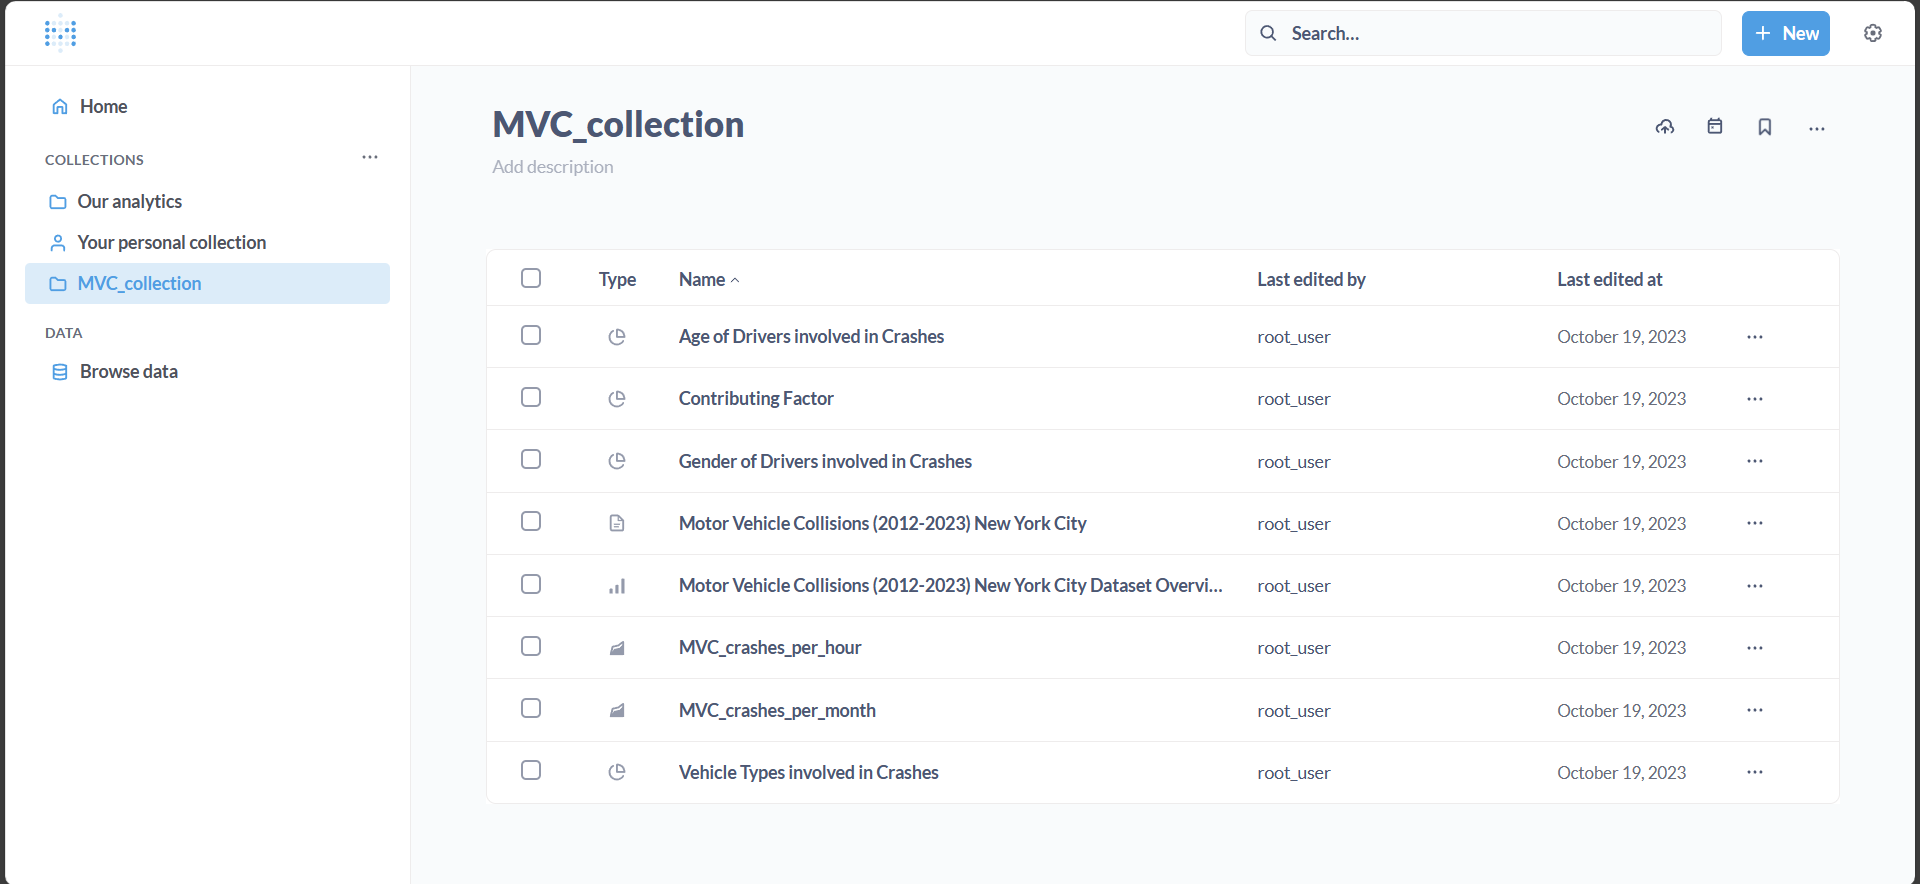 Search...
New
Home
COLLECTIONS
Our analytics
Your personal collection
MVC_collection
DATA
Browse data
MVC_collection
Add description
Type Name Last edited by Last edited at
Age of Drivers involved in Crashes root_user October 19, 2023
Contributing Factor root_user October 19, 2023
Gender of Drivers involved in Crashes root_user October 19, 2023
Motor Vehicle Collisions (2012-2023) New York City root_user October 19, 2023
Motor Vehicle Collisions (2012-2023) New York City Dataset Overvi... root_user October 19, 2023
MVC_crashes_per_hour root_user October 19, 2023
MVC_crashes_per_month root_user October 19, 2023
Vehicle Types involved in Crashes root_user October 19, 2023